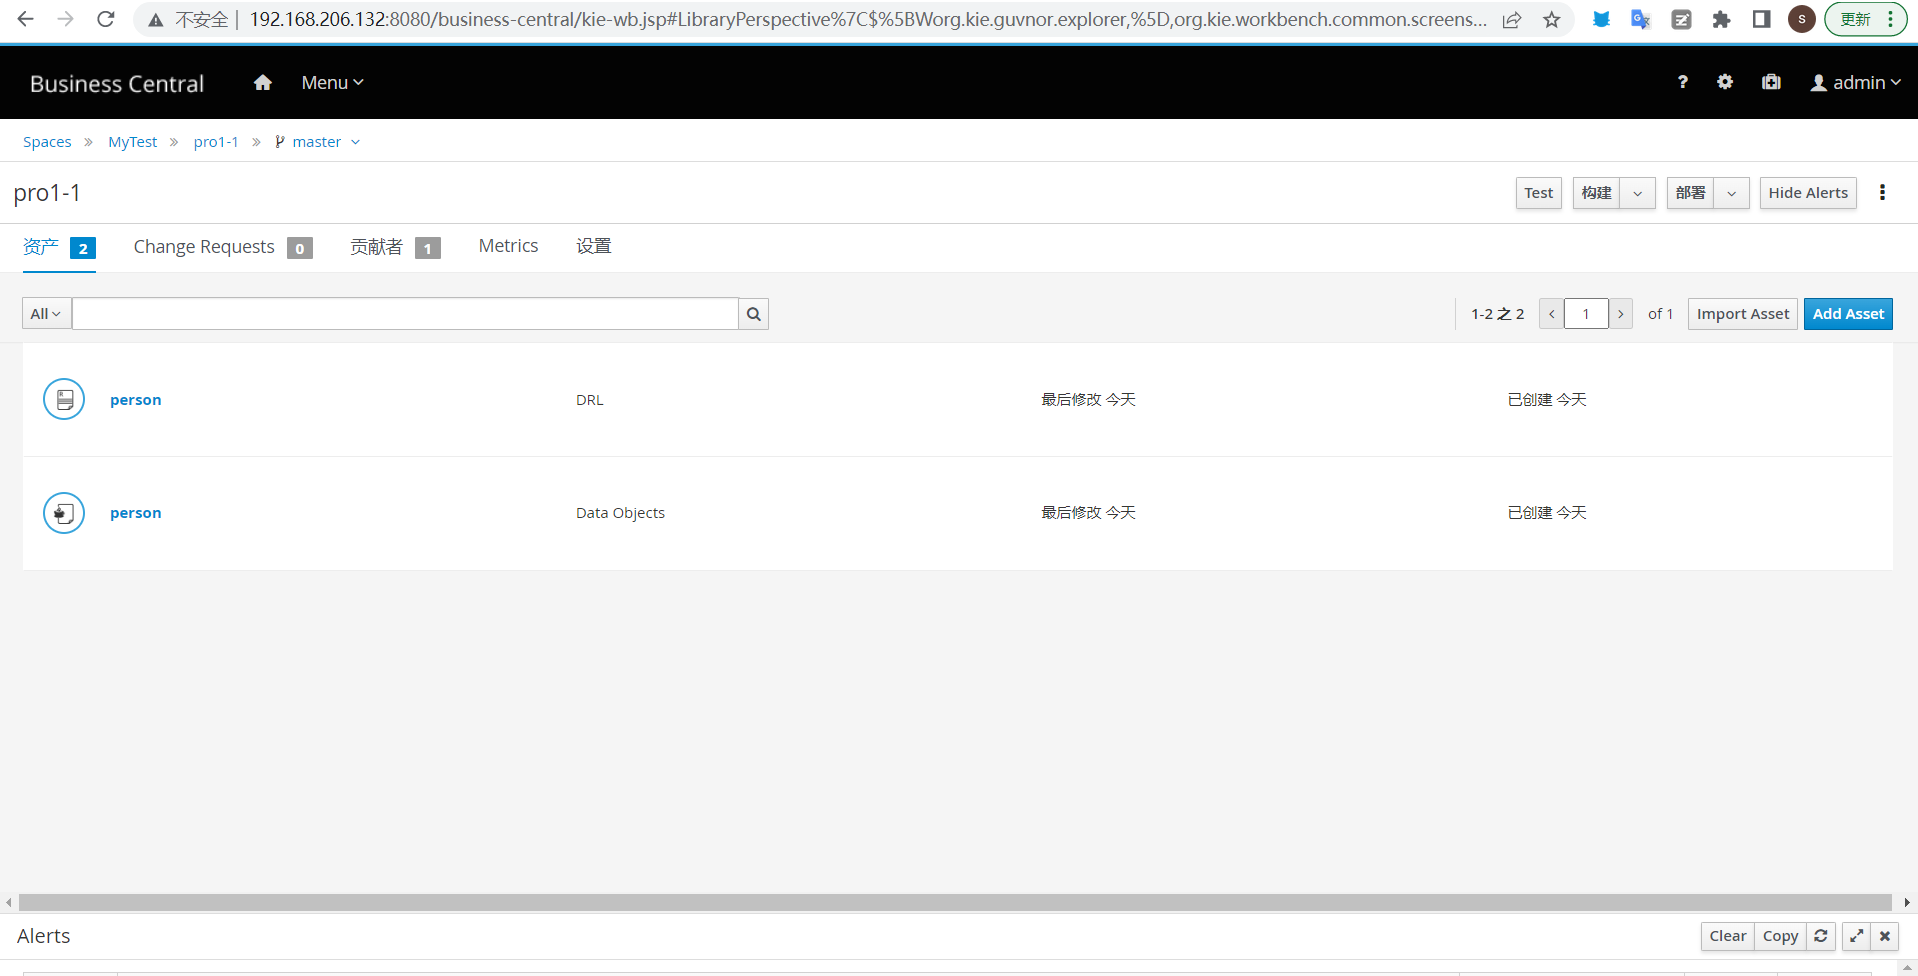 不安全 | 192.168.206.132:8080/business-central/kie-wb.jsp#LibraryPerspective%7C$%5BWorg.kie.guvnor.explorer,%5D,org.kie.workbench.common.screens... S 更新
Business Central Menu ? admin
Spaces » MyTest » pro1-1 » master
pro1-1 Test 构建 部署 Hide Alerts
资产 2 Change Requests 0 贡献者 1 Metrics 设置
All 1-2 之 2 < 1 > of 1 Import Asset Add Asset
person DRL 最后修改 今天 已创建 今天
person Data Objects 最后修改 今天 已创建 今天
Alerts Clear Copy